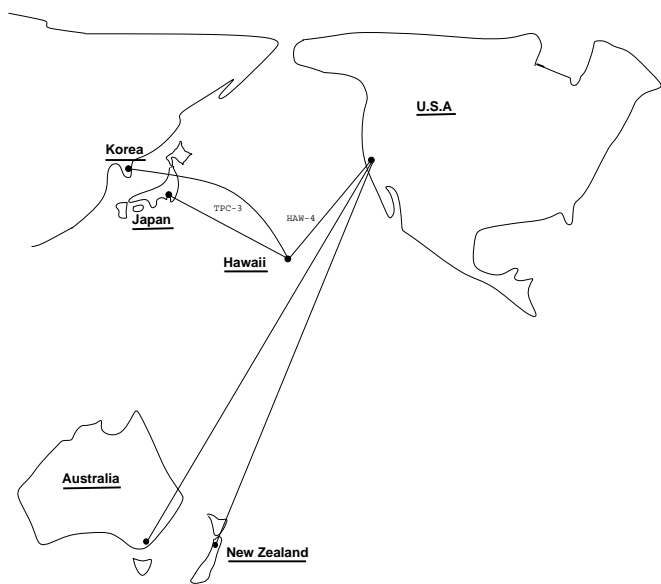 U.S.A
Korea
TPC-3
HAW-4
Japan
Hawaii
Australia
New Zealand